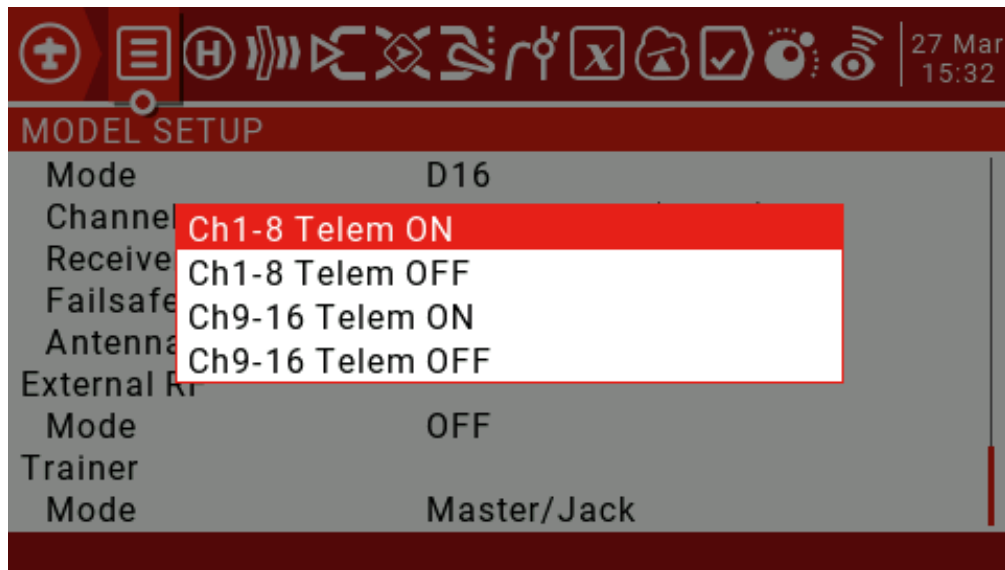 27 Mar
15:32
MODEL SETUP
Mode D16
Channel
Ch1-8 Telem ON
Receive
Ch1-8 Telem OFF
Failsafe
Ch9-16 Telem ON
Antenna
Ch9-16 Telem OFF
External RF
Mode OFF
Trainer
Mode Master/Jack